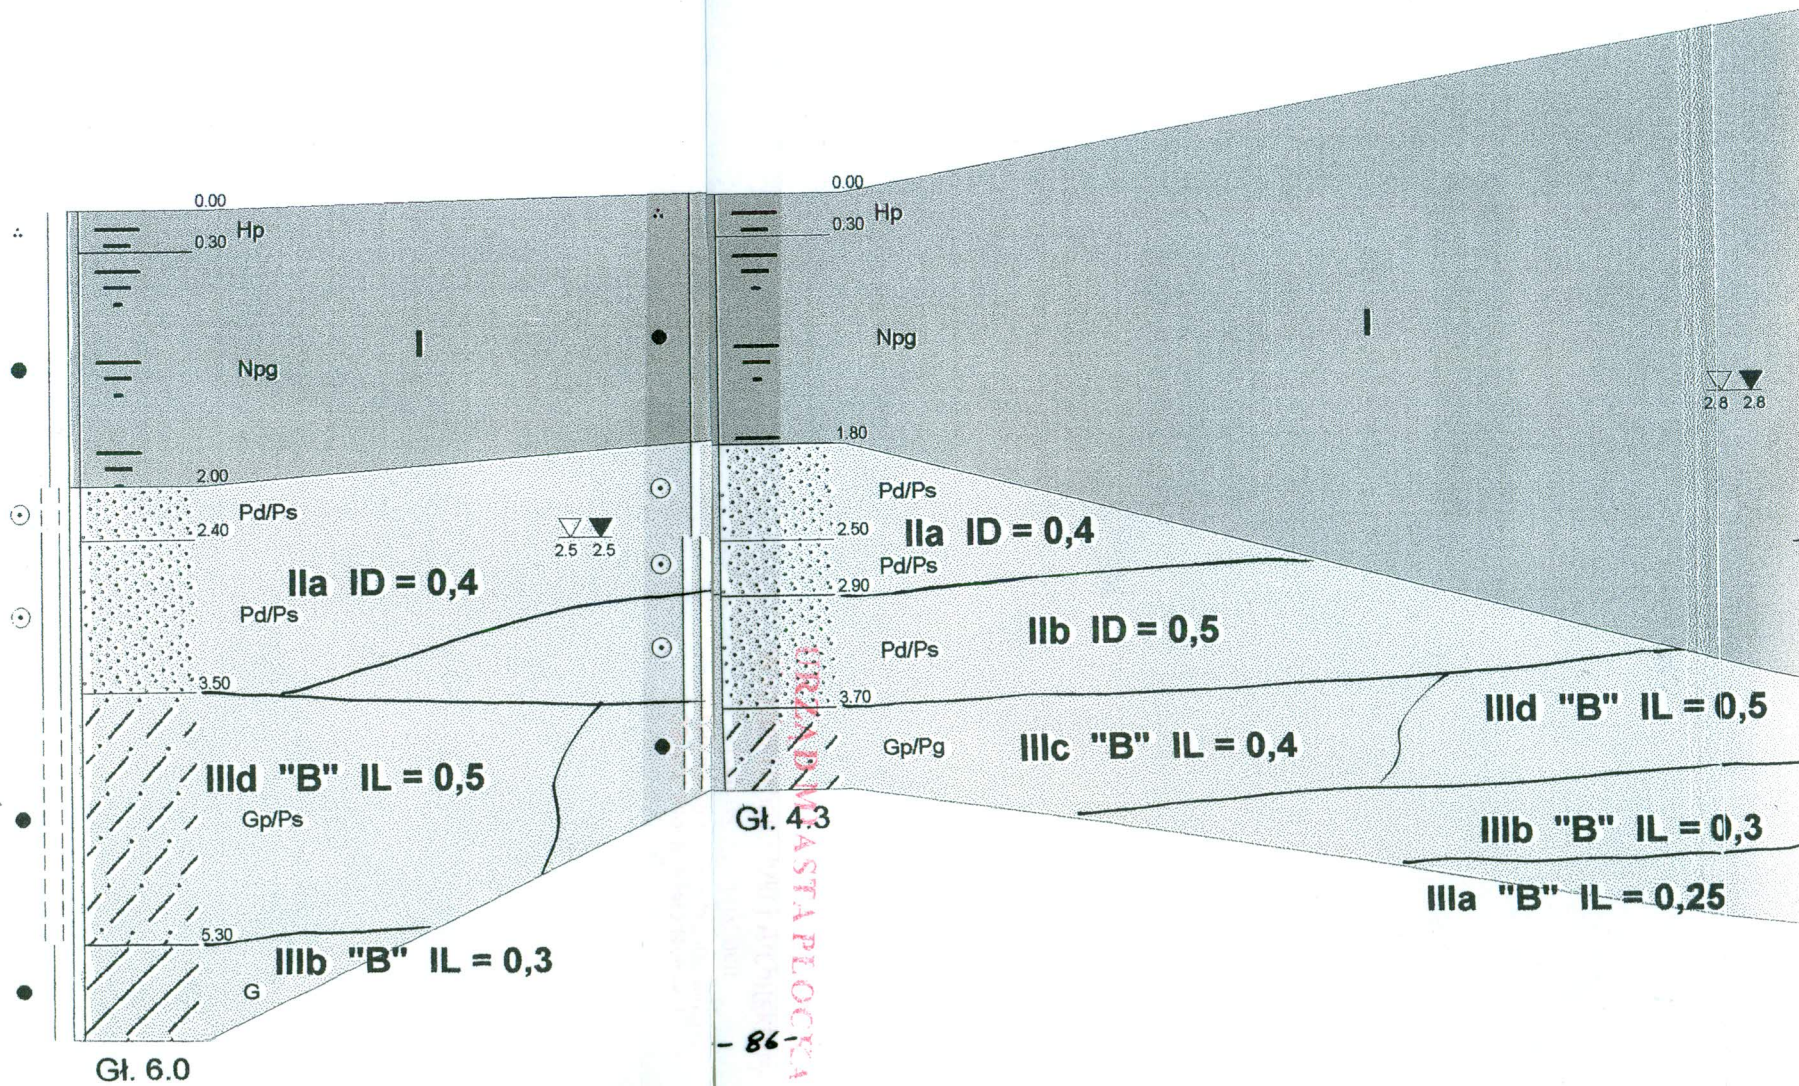 0.00
Hp
0.30
I
Npg
2.00
Pd/Ps
2.40
2.5 2.5
IIa ID = 0,4
Pd/Ps
3.50
IIId "B" IL = 0,5
Gp/Ps
5.30
IIIb "B" IL = 0,3
G
Gł. 6.0
0.00
Hp
0.30
I
Npg
2.8 2.8
1.80
Pd/Ps
2.50
IIa ID = 0,4
Pd/Ps
2.90
IIb ID = 0,5
Pd/Ps
3.70
IIId "B" IL = 0,5
Gp/Pg
IIIc "B" IL = 0,4
Gł. 4.3
IIIb "B" IL = 0,3
IIIa "B" IL = 0,25
URZĄD MIASTA PŁOCKA
- 86 -